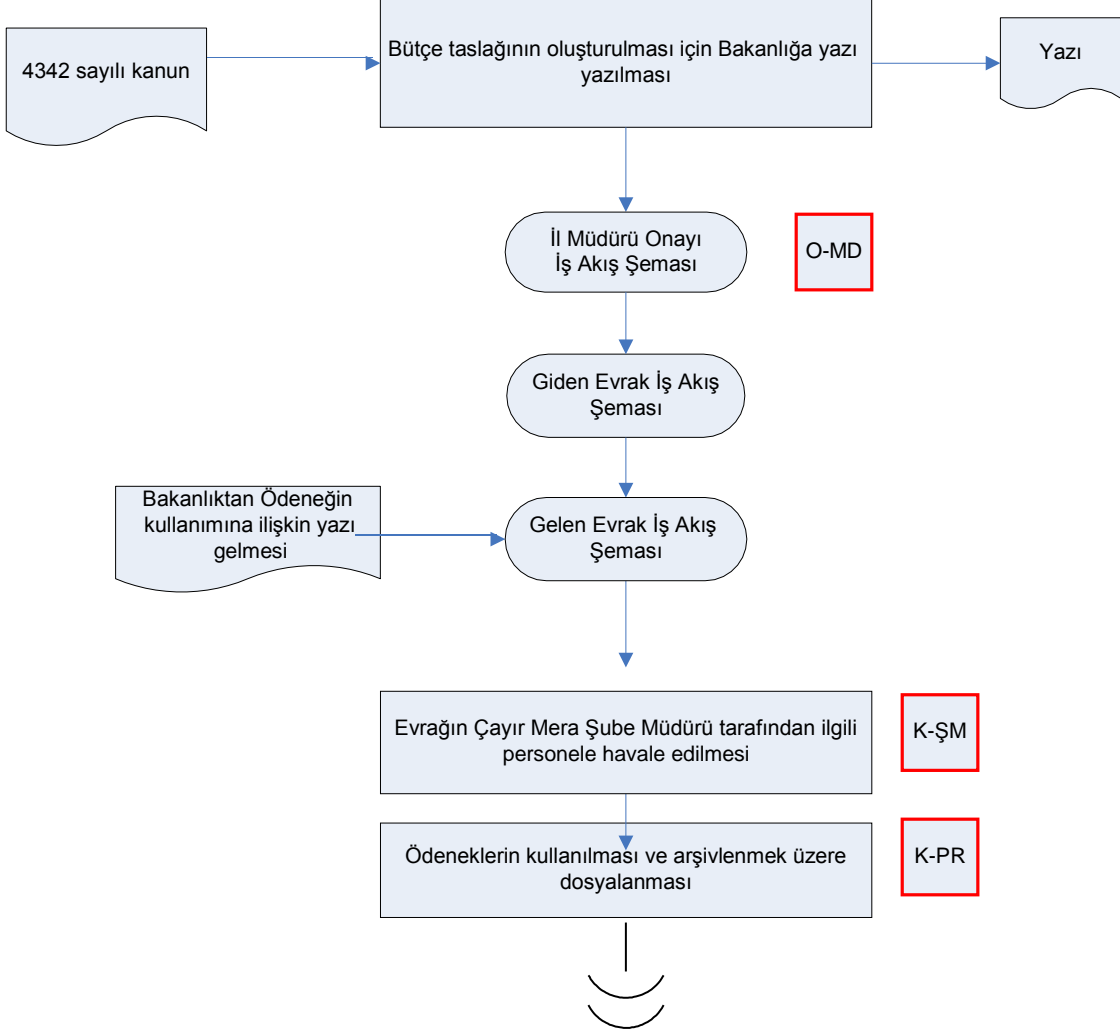 4342 sayılı kanun
Bütçe taslağının oluşturulması için Bakanlığa yazı
yazılması
Yazı
İl Müdürü Onayı
İş Akış Şeması
O-MD
Giden Evrak İş Akış
Şeması
Bakanlıktan Ödeneğin
kullanımına ilişkin yazı
gelmesi
Gelen Evrak İş Akış
Şeması
Evrağın Çayır Mera Şube Müdürü tarafından ilgili
personele havale edilmesi
K-ŞM
Ödeneklerin kullanılması ve arşivlenmek üzere
dosyalanması
K-PR